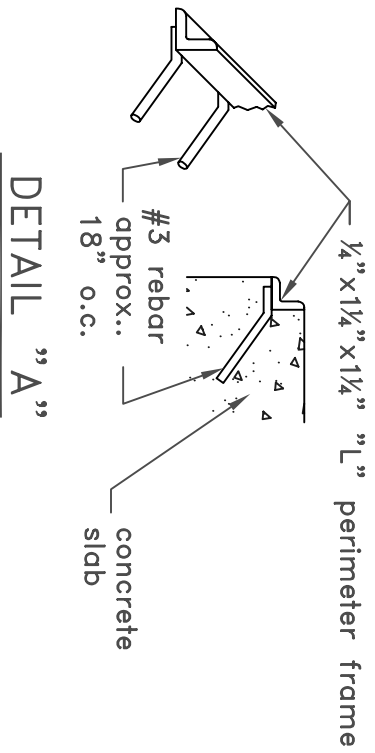 ¼”x1¼”x1¼” ”L” perimeter frame
#3 rebar
approx..
18” o.c.
concrete
slab
DETAIL ”A”